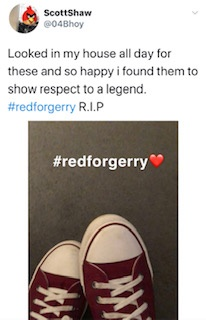 ScottShaw
@04Bhoy
Looked in my house all day for
these and so happy i found them to
show respect to a legend.
#redforgerry R.I.P
#redforgerry❤️